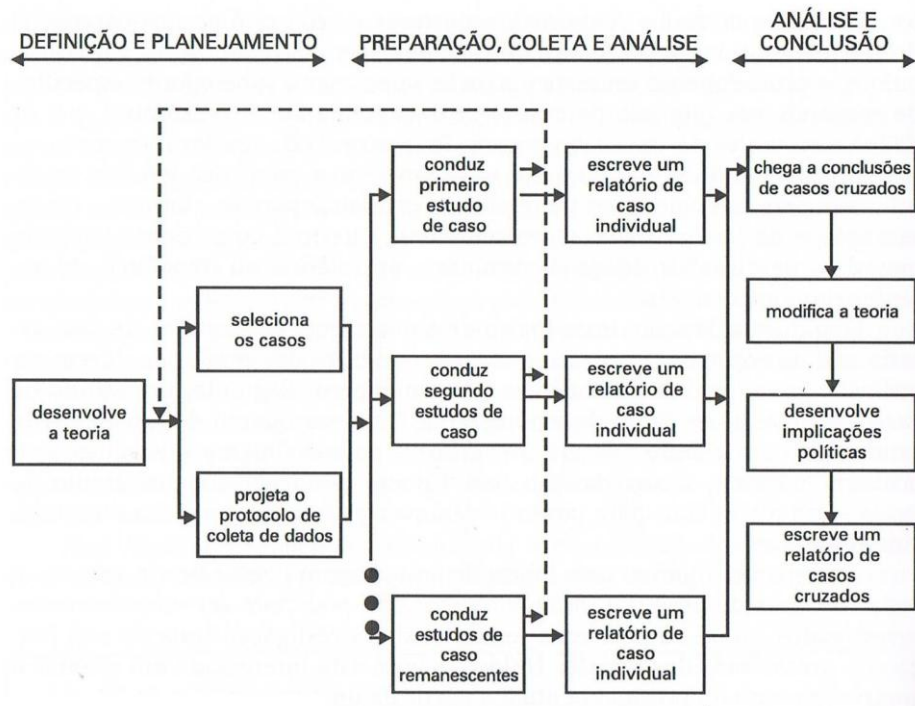 DEFINIÇÃO E PLANEJAMENTO
PREPARAÇÃO, COLETA E ANÁLISE
ANÁLISE E
CONCLUSÃO
desenvolve
a teoria
seleciona
os casos
projeta o
protocolo de
coleta de dados
conduz
primeiro
estudo
de caso
escreve um
relatório de
caso
individual
conduz
segundo
estudos de
caso
escreve um
relatório de
caso
individual
conduz
estudos de
caso
remanescentes
escreve um
relatório de
caso
individual
chega a conclusões
de casos cruzados
modifica a teoria
desenvolve
implicações
políticas
escreve um
relatório de
casos
cruzados